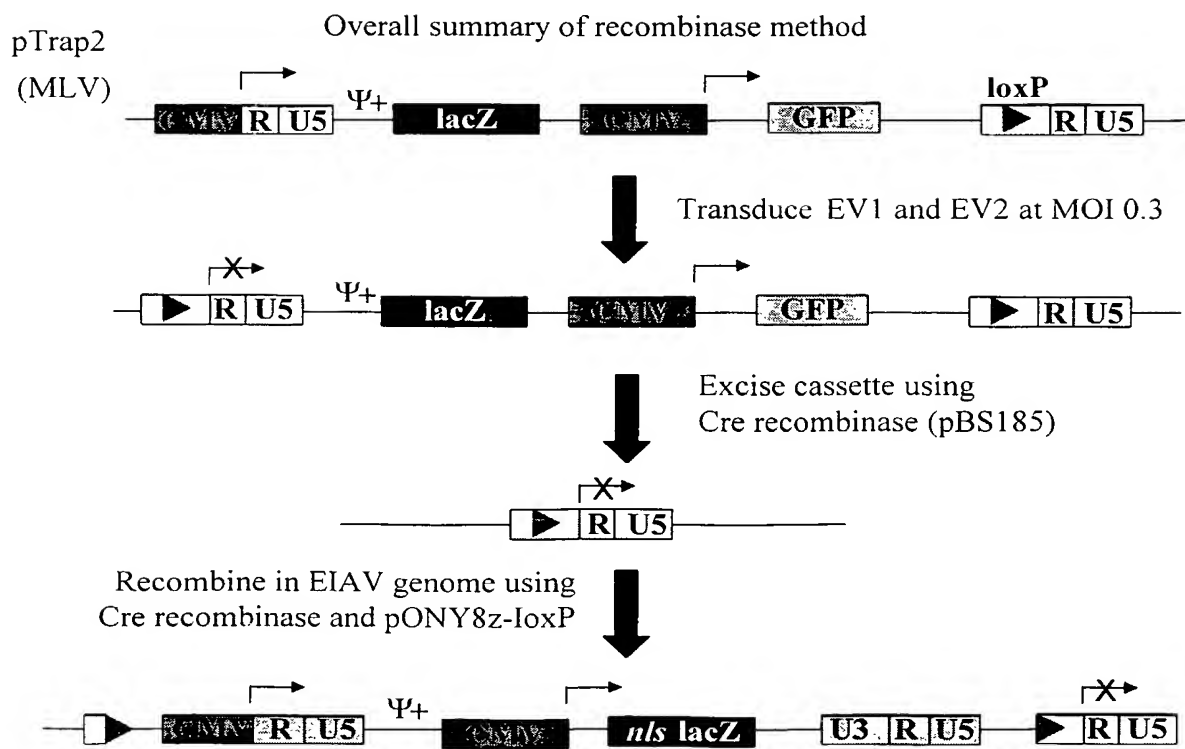 Overall summary of recombinase method
pTrap2
(MLV)
CMV R U5 Ψ+ lacZ CMV GFP loxP R U5
Transduce EV1 and EV2 at MOI 0.3
X R U5 Ψ+ lacZ CMV GFP R U5
Excise cassette using
Cre recombinase (pBS185)
X R U5
Recombine in EIAV genome using
Cre recombinase and pONY8z-loxP
CMV R U5 Ψ+ CMV nls lacZ U3 R U5 X R U5